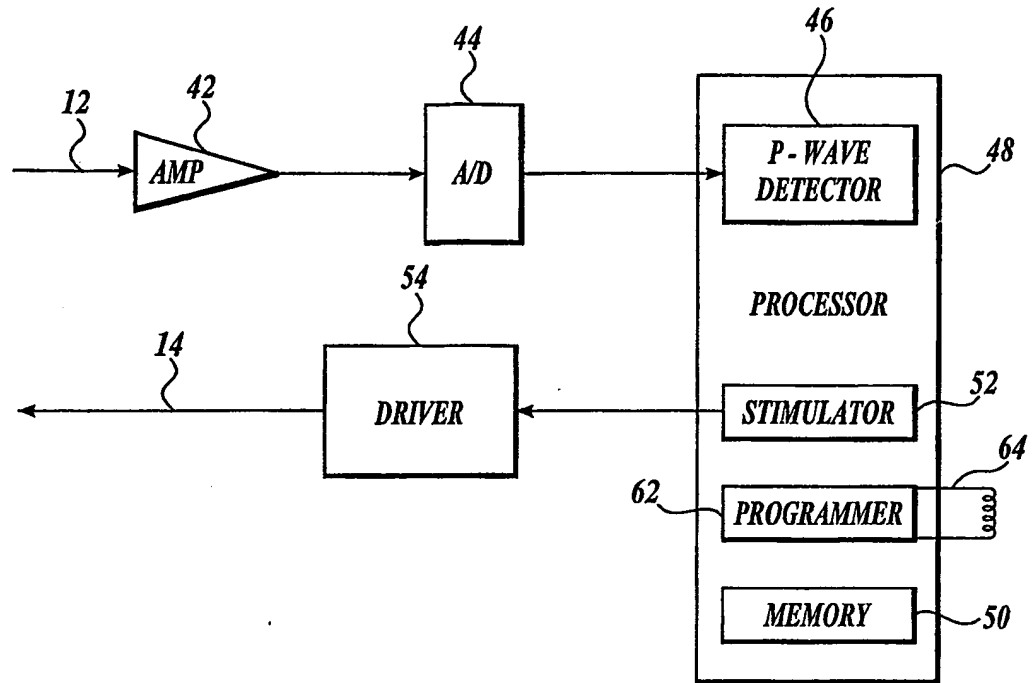 44
46
42
12
AMP
A/D
P - WAVE
DETECTOR
48
54
PROCESSOR
14
DRIVER
STIMULATOR
52
64
62
PROGRAMMER
MEMORY
50